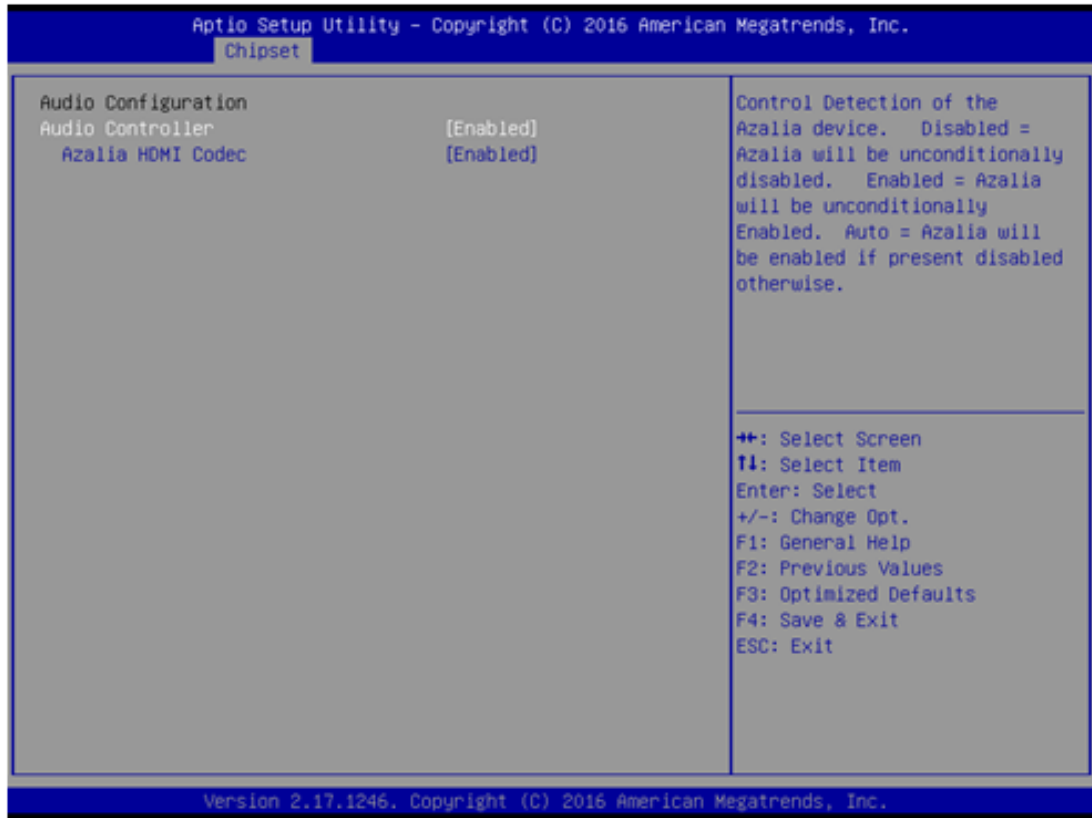 Aptio Setup Utility – Copyright (C) 2016 American Megatrends, Inc.
Chipset
Audio Configuration
Audio Controller [Enabled]
Azalia HDMI Codec [Enabled]
Control Detection of the
Azalia device. Disabled =
Azalia will be unconditionally
disabled. Enabled = Azalia
will be unconditionally
Enabled. Auto = Azalia will
be enabled if present disabled
otherwise.
→←: Select Screen
↑↓: Select Item
Enter: Select
+/-: Change Opt.
F1: General Help
F2: Previous Values
F3: Optimized Defaults
F4: Save & Exit
ESC: Exit
Version 2.17.1246. Copyright (C) 2016 American Megatrends, Inc.